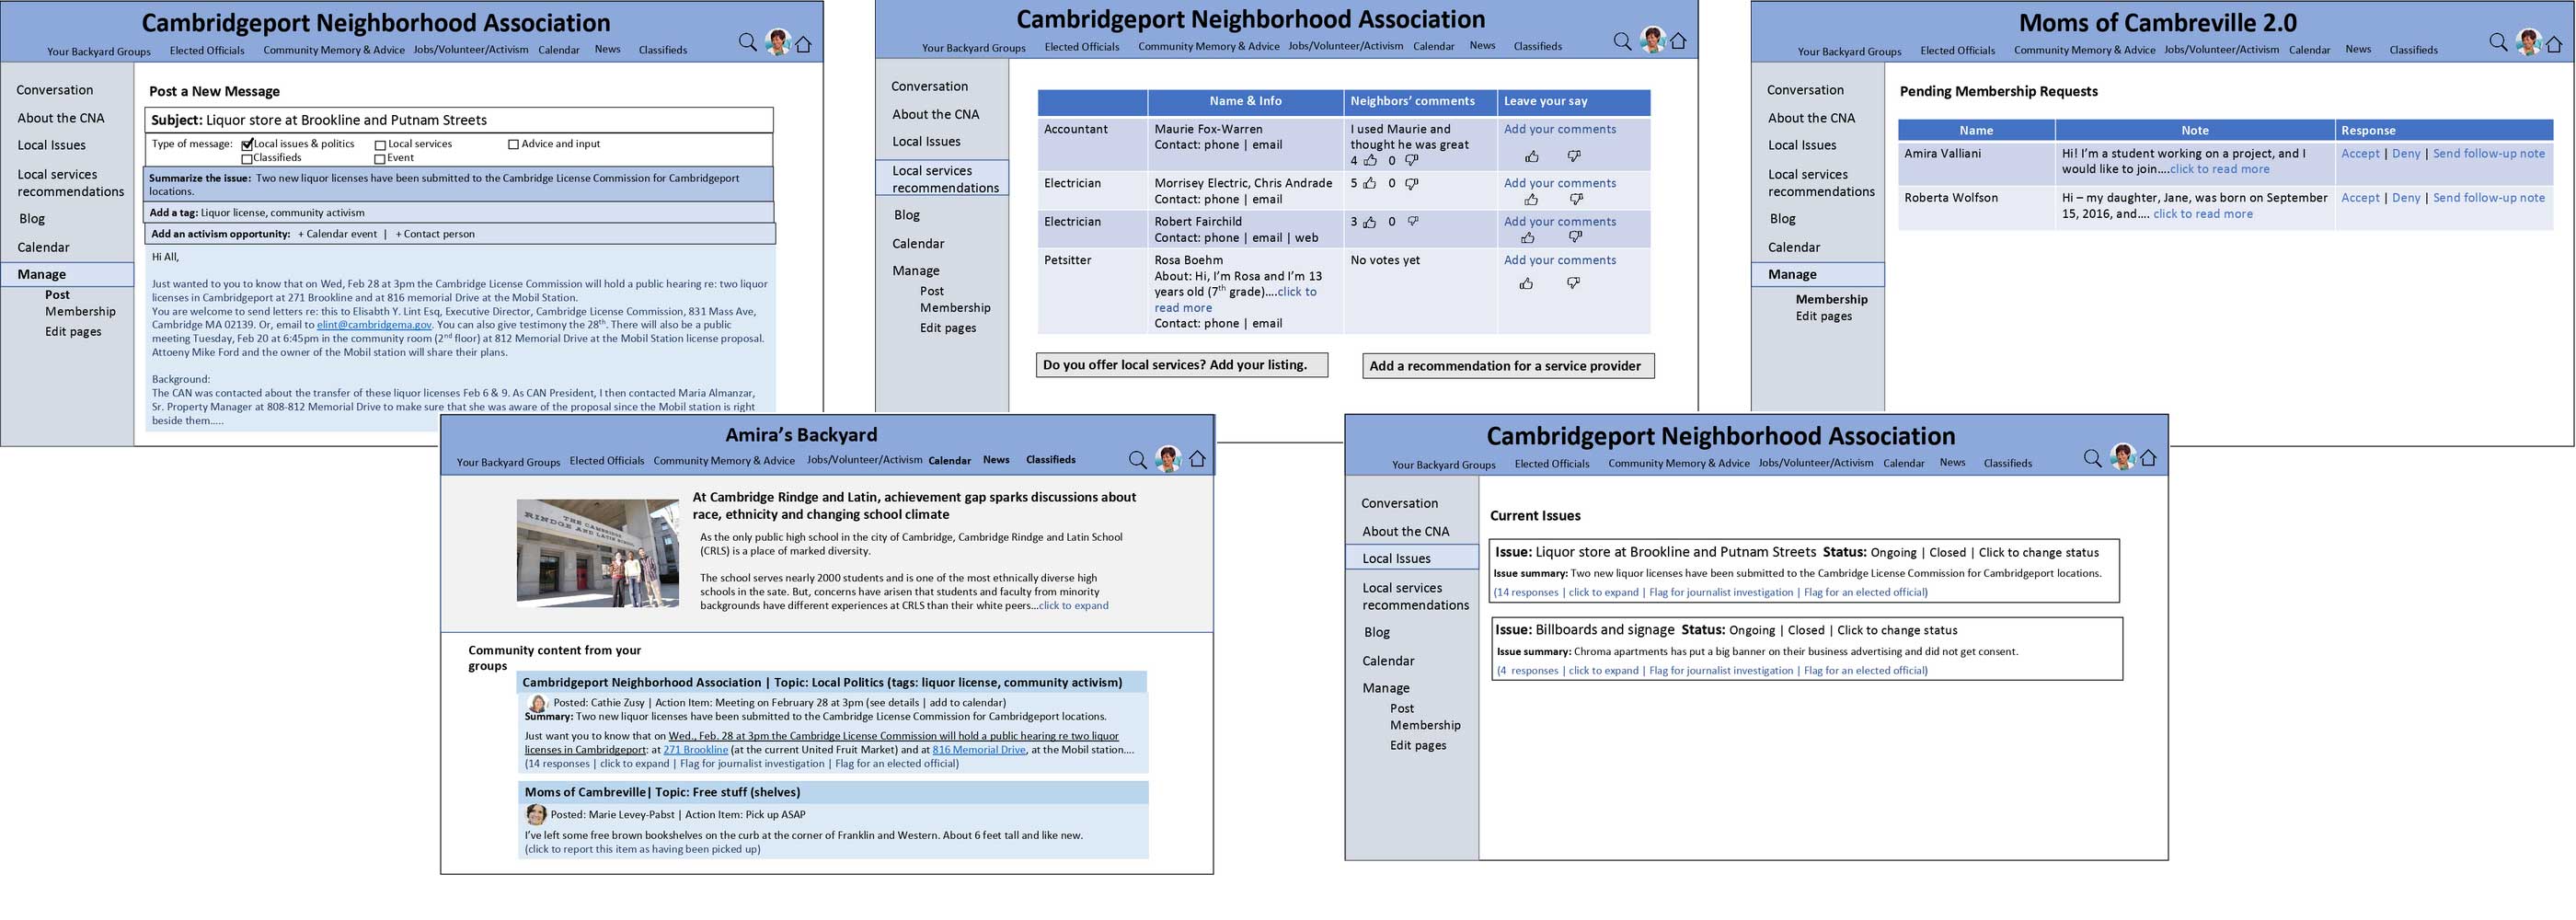 Cambridgeport Neighborhood Association
Your Backyard Groups Elected Officials Community Memory & Advice Jobs/Volunteer/Activism Calendar News Classifieds
Conversation
About the CNA
Local Issues
Local services
recommendations
Blog
Calendar
Manage
Post
Membership
Edit pages
Post a New Message
Subject: Liquor store at Brookline and Putnam Streets
Type of message: Local issues & politics Local services Advice and input
Classifieds Event
Summarize the issue: Two new liquor licenses have been submitted to the Cambridge License Commission for Cambridgeport
locations.
Add a tag: Liquor license, community activism
Add an activism opportunity: + Calendar event | + Contact person
Hi All,
Just wanted to you to know that on Wed, Feb 28 at 3pm the Cambridge License Commission will hold a public hearing re: two liquor
licenses in Cambridgeport at 271 Brookline and at 816 memorial Drive at the Mobil Station.
You are welcome to send letters re: this to Elisabth Y. Lint Esq, Executive Director, Cambridge License Commission, 831 Mass Ave,
Cambridge MA 02139. Or, email to elint@cambridgema.gov. You can also give testimony the 28th. There will also be a public
meeting Tuesday, Feb 20 at 6:45pm in the community room (2nd floor) at 812 Memorial Drive at the Mobil Station license proposal.
Attoeny Mike Ford and the owner of the Mobil station will share their plans.
Background:
The CAN was contacted about the transfer of these liquor licenses Feb 6 & 9. As CAN President, I then contacted Maria Almanzar,
Sr. Property Manager at 808-812 Memorial Drive to make sure that she was aware of the proposal since the Mobil station is right
beside them.....
Cambridgeport Neighborhood Association
Your Backyard Groups Elected Officials Community Memory & Advice Jobs/Volunteer/Activism Calendar News Classifieds
Conversation
About the CNA
Local Issues
Local services
recommendations
Blog
Calendar
Manage
Post
Membership
Edit pages
Name & Info Neighbors' comments Leave your say
Accountant Maurie Fox-Warren I used Maurie and Add your comments
Contact: phone | email thought he was great
4 0
Electrician Morrisey Electric, Chris Andrade 5 0 Add your comments
Contact: phone | email
Electrician Robert Fairchild 3 0 Add your comments
Contact: phone | email | web
Petsitter Rosa Boehm No votes yet Add your comments
About: Hi, I'm Rosa and I'm 13
years old (7th grade)....click to
read more
Contact: phone | email
Do you offer local services? Add your listing. Add a recommendation for a service provider
Moms of Cambreville 2.0
Your Backyard Groups Elected Officials Community Memory & Advice Jobs/Volunteer/Activism Calendar News Classifieds
Conversation
About the CNA
Local Issues
Local services
recommendations
Blog
Calendar
Manage
Membership
Edit pages
Pending Membership Requests
Name Note Response
Amira Valliani Hi! I'm a student working on a project, and I Accept | Deny | Send follow-up note
would like to join....click to read more
Roberta Wolfson Hi – my daughter, Jane, was born on September Accept | Deny | Send follow-up note
15, 2016, and.... click to read more
Amira's Backyard
Your Backyard Groups Elected Officials Community Memory & Advice Jobs/Volunteer/Activism Calendar News Classifieds
THE CAMBRIDGE
RINDGE AND LATIN SCHOOL
At Cambridge Rindge and Latin, achievement gap sparks discussions about
race, ethnicity and changing school climate
As the only public high school in the city of Cambridge, Cambridge Rindge and Latin School
(CRLS) is a place of marked diversity.
The school serves nearly 2000 students and is one of the most ethnically diverse high
schools in the sate. But, concerns have arisen that students and faculty from minority
backgrounds have different experiences at CRLS than their white peers...click to expand
Community content from your
groups
Cambridgeport Neighborhood Association | Topic: Local Politics (tags: liquor license, community activism)
Posted: Cathie Zusy | Action Item: Meeting on February 28 at 3pm (see details | add to calendar)
Summary: Two new liquor licenses have been submitted to the Cambridge License Commission for Cambridgeport locations.
Just want you to know that on Wed., Feb. 28 at 3pm the Cambridge License Commission will hold a public hearing re two liquor
licenses in Cambridgeport: at 271 Brookline (at the current United Fruit Market) and at 816 Memorial Drive, at the Mobil station....
(14 responses | click to expand | Flag for journalist investigation | Flag for an elected official)
Moms of Cambreville| Topic: Free stuff (shelves)
Posted: Marie Levey-Pabst | Action Item: Pick up ASAP
I've left some free brown bookshelves on the curb at the corner of Franklin and Western. About 6 feet tall and like new.
(click to report this item as having been picked up)
Cambridgeport Neighborhood Association
Your Backyard Groups Elected Officials Community Memory & Advice Jobs/Volunteer/Activism Calendar News Classifieds
Conversation
About the CNA
Local Issues
Local services
recommendations
Blog
Calendar
Manage
Post
Membership
Edit pages
Current Issues
Issue: Liquor store at Brookline and Putnam Streets Status: Ongoing | Closed | Click to change status
Issue summary: Two new liquor licenses have been submitted to the Cambridge License Commission for Cambridgeport locations.
(14 responses | click to expand | Flag for journalist investigation | Flag for an elected official)
Issue: Billboards and signage Status: Ongoing | Closed | Click to change status
Issue summary: Chroma apartments has put a big banner on their business advertising and did not get consent.
(4 responses | click to expand | Flag for journalist investigation | Flag for an elected official)